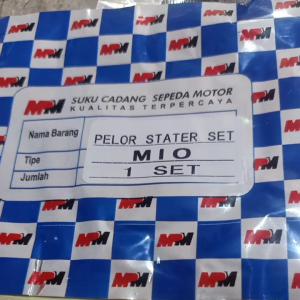 MPM SUKU CADANG SEPEDA MOTOR
KUALITAS TERPERCAYA
Nama Barang PELOR STATER SET
Tipe MIO
Jumlah 1 SET